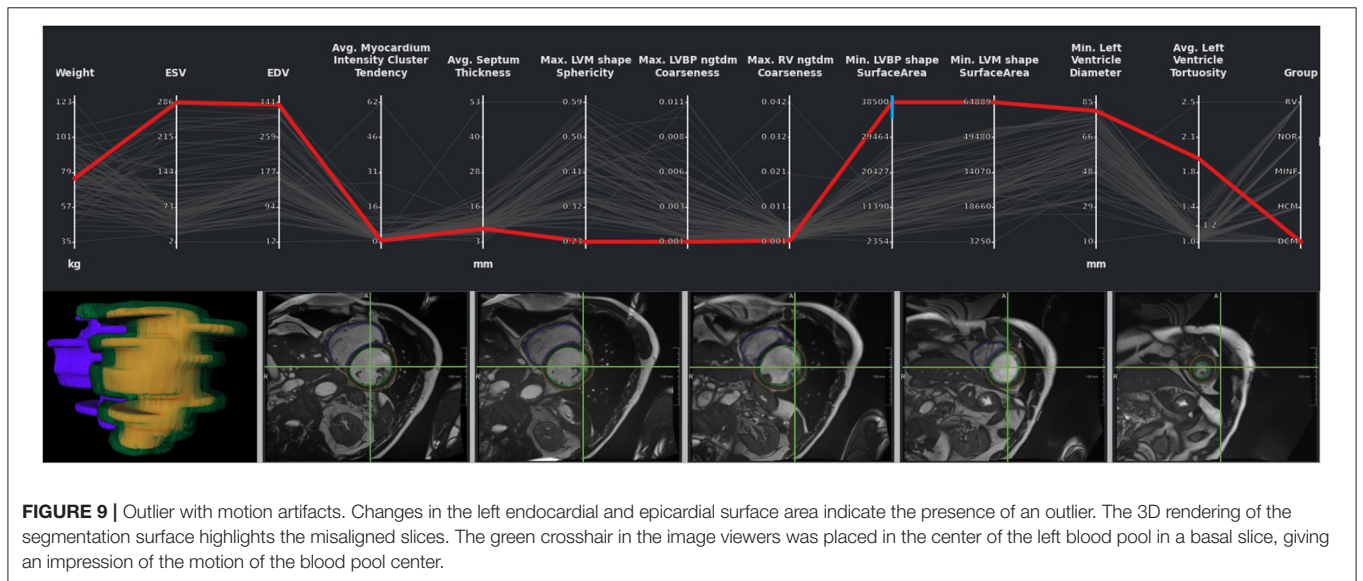 Avg. Myocardium
Intensity Cluster
Tendency
Avg. Septum
Thickness
Max. LVM shape
Sphericity
Max. LVBP ngtdm
Coarseness
Max. RV ngtdm
Coarseness
Min. LVBP shape
SurfaceArea
Min. LVM shape
SurfaceArea
Min. Left
Ventricle
Diameter
Avg. Left
Ventricle
Tortuosity
Weight ESV EDV Group
123 286 341 62 53 0.59 0.011 0.042 38500 64889 85 2.5 RV
101 215 259 46 40 0.50 0.008 0.032 29464 49480 66 2.1 NOR
79 144 177 31 28 0.41 0.006 0.021 20427 34070 48 1.8 MINF
57 73 94 16 16 0.32 0.003 0.011 11390 18660 29 1.4 HCM
1.2
35 2 12 0 3 0.23 0.001 0.001 2354 3250 10 1.0 DCM
kg mm mm
A A A A A
R R R R R
FIGURE 9 | Outlier with motion artifacts. Changes in the left endocardial and epicardial surface area indicate the presence of an outlier. The 3D rendering of the
segmentation surface highlights the misaligned slices. The green crosshair in the image viewers was placed in the center of the left blood pool in a basal slice, giving
an impression of the motion of the blood pool center.